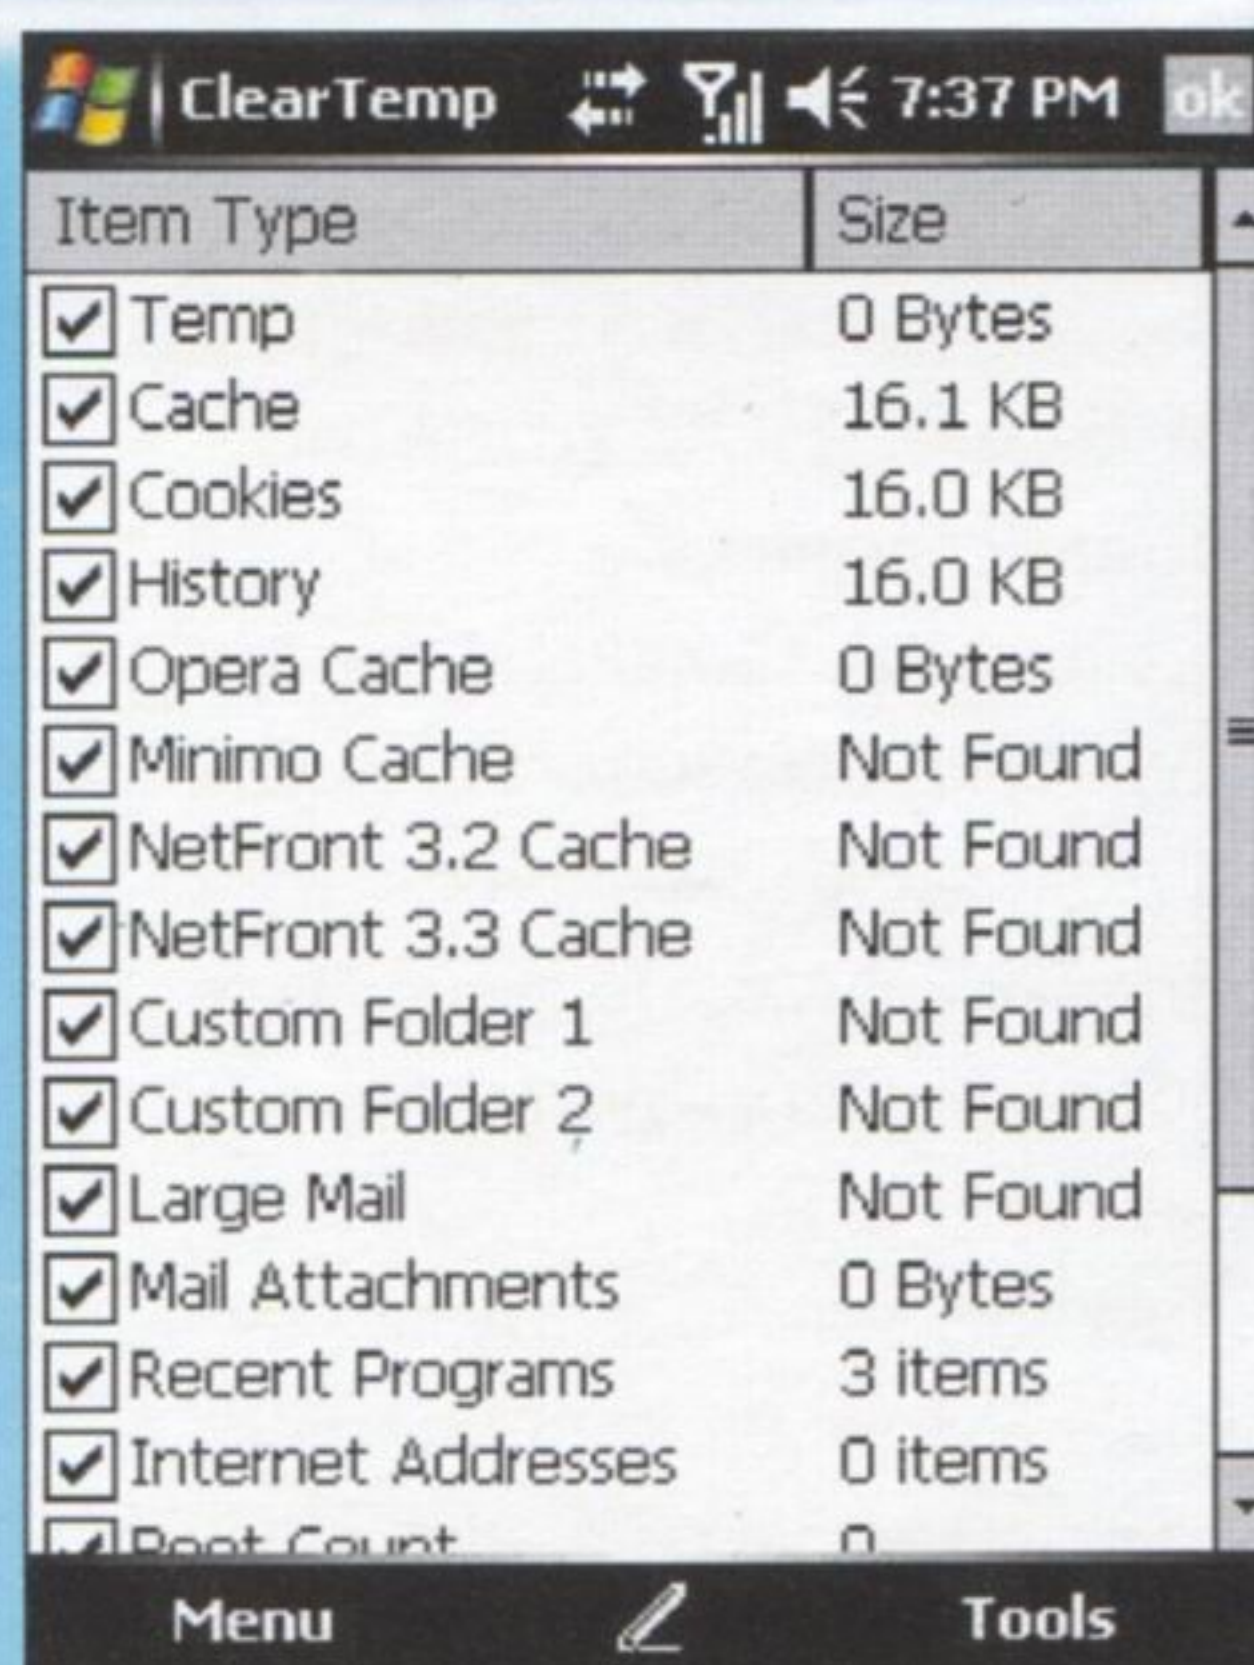 ClearTemp 7:37 PM ok
Item Type Size
Temp 0 Bytes
Cache 16.1 KB
Cookies 16.0 KB
History 16.0 KB
Opera Cache 0 Bytes
Minimo Cache Not Found
NetFront 3.2 Cache Not Found
NetFront 3.3 Cache Not Found
Custom Folder 1 Not Found
Custom Folder 2 Not Found
Large Mail Not Found
Mail Attachments 0 Bytes
Recent Programs 3 items
Internet Addresses 0 items
Count 0
Menu Tools